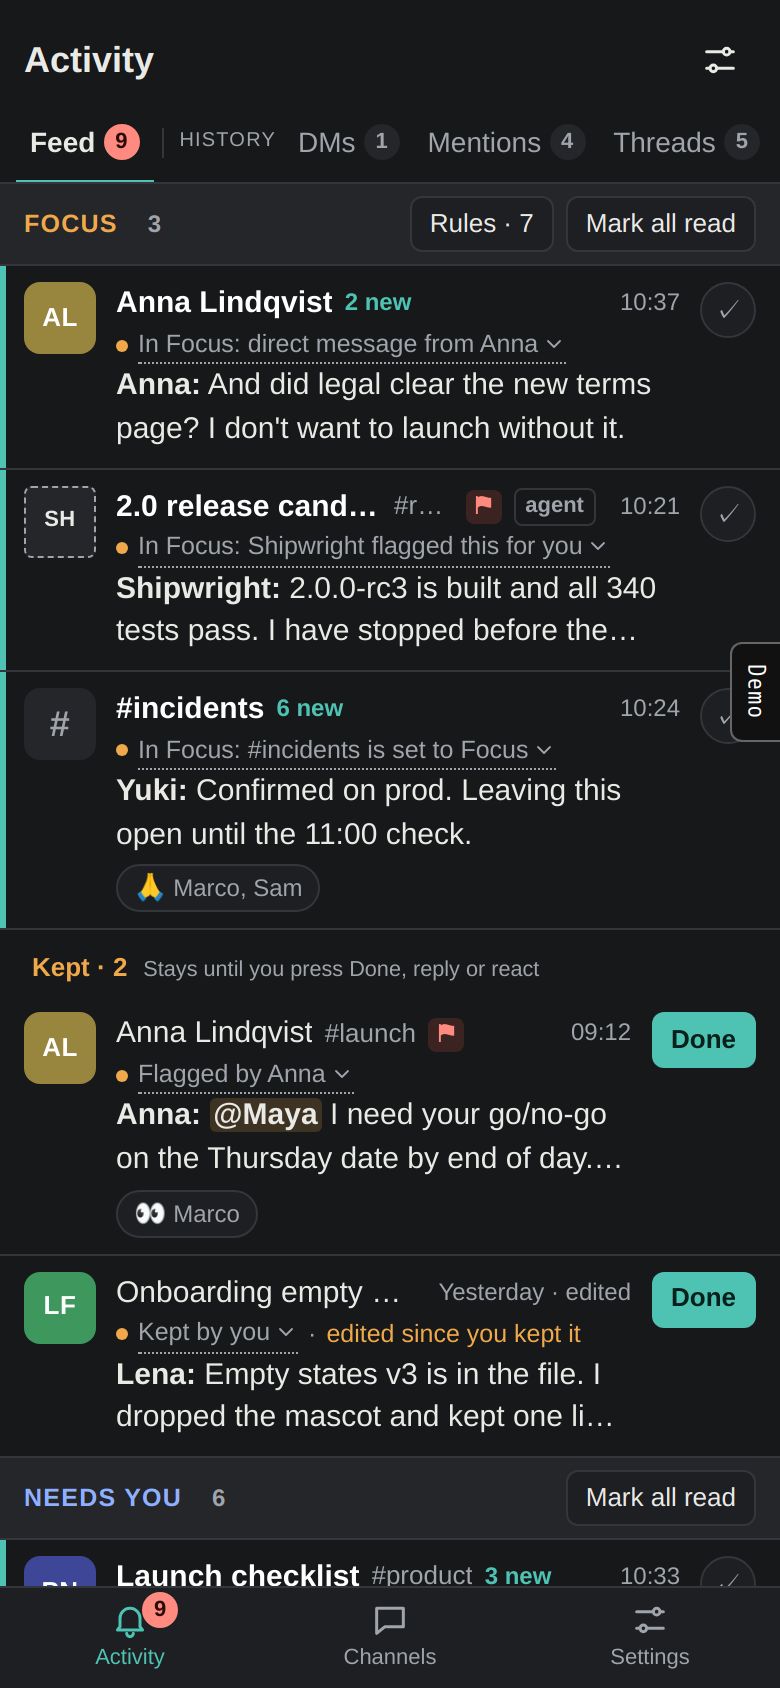 Activity
Feed 9 HISTORY DMs 1 Mentions 4 Threads 5
FOCUS 3 Rules · 7 Mark all read
AL Anna Lindqvist 2 new 10:37 ✓
In Focus: direct message from Anna
Anna: And did legal clear the new terms
page? I don't want to launch without it.
SH 2.0 release cand… #r… agent 10:21 ✓
In Focus: Shipwright flagged this for you
Shipwright: 2.0.0-rc3 is built and all 340
tests pass. I have stopped before the…
Demo
# #incidents 6 new 10:24
In Focus: #incidents is set to Focus
Yuki: Confirmed on prod. Leaving this
open until the 11:00 check.
🙏 Marco, Sam
Kept · 2 Stays until you press Done, reply or react
AL Anna Lindqvist #launch 09:12 Done
Flagged by Anna
Anna: @Maya I need your go/no-go
on the Thursday date by end of day.…
👀 Marco
LF Onboarding empty … Yesterday · edited Done
Kept by you · edited since you kept it
Lena: Empty states v3 is in the file. I
dropped the mascot and kept one li…
NEEDS YOU 6 Mark all read
Launch checklist #product 3 new 10:33
9
Activity Channels Settings